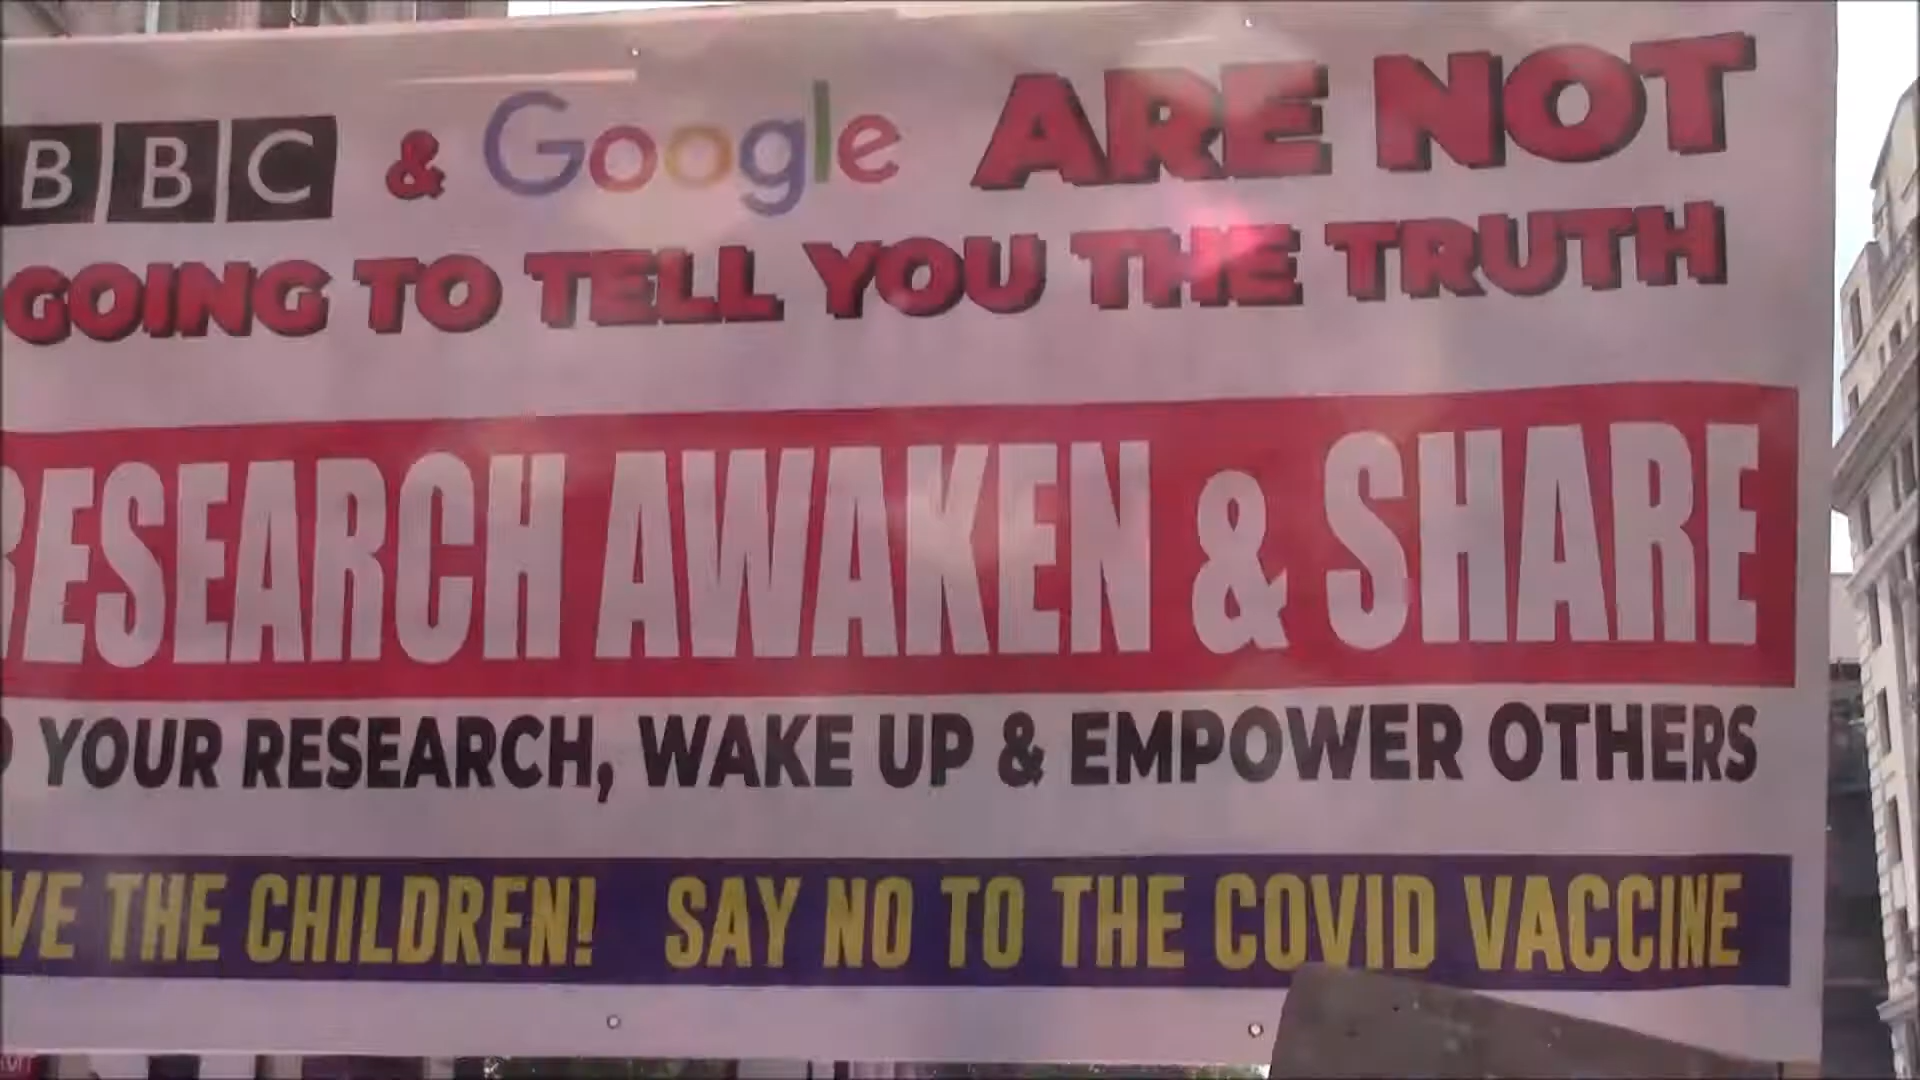 BBC & Google ARE NOT
GOING TO TELL YOU THE TRUTH
RESEARCH AWAKEN & SHARE
YOUR RESEARCH, WAKE UP & EMPOWER OTHERS
VE THE CHILDREN! SAY NO TO THE COVID VACCINE